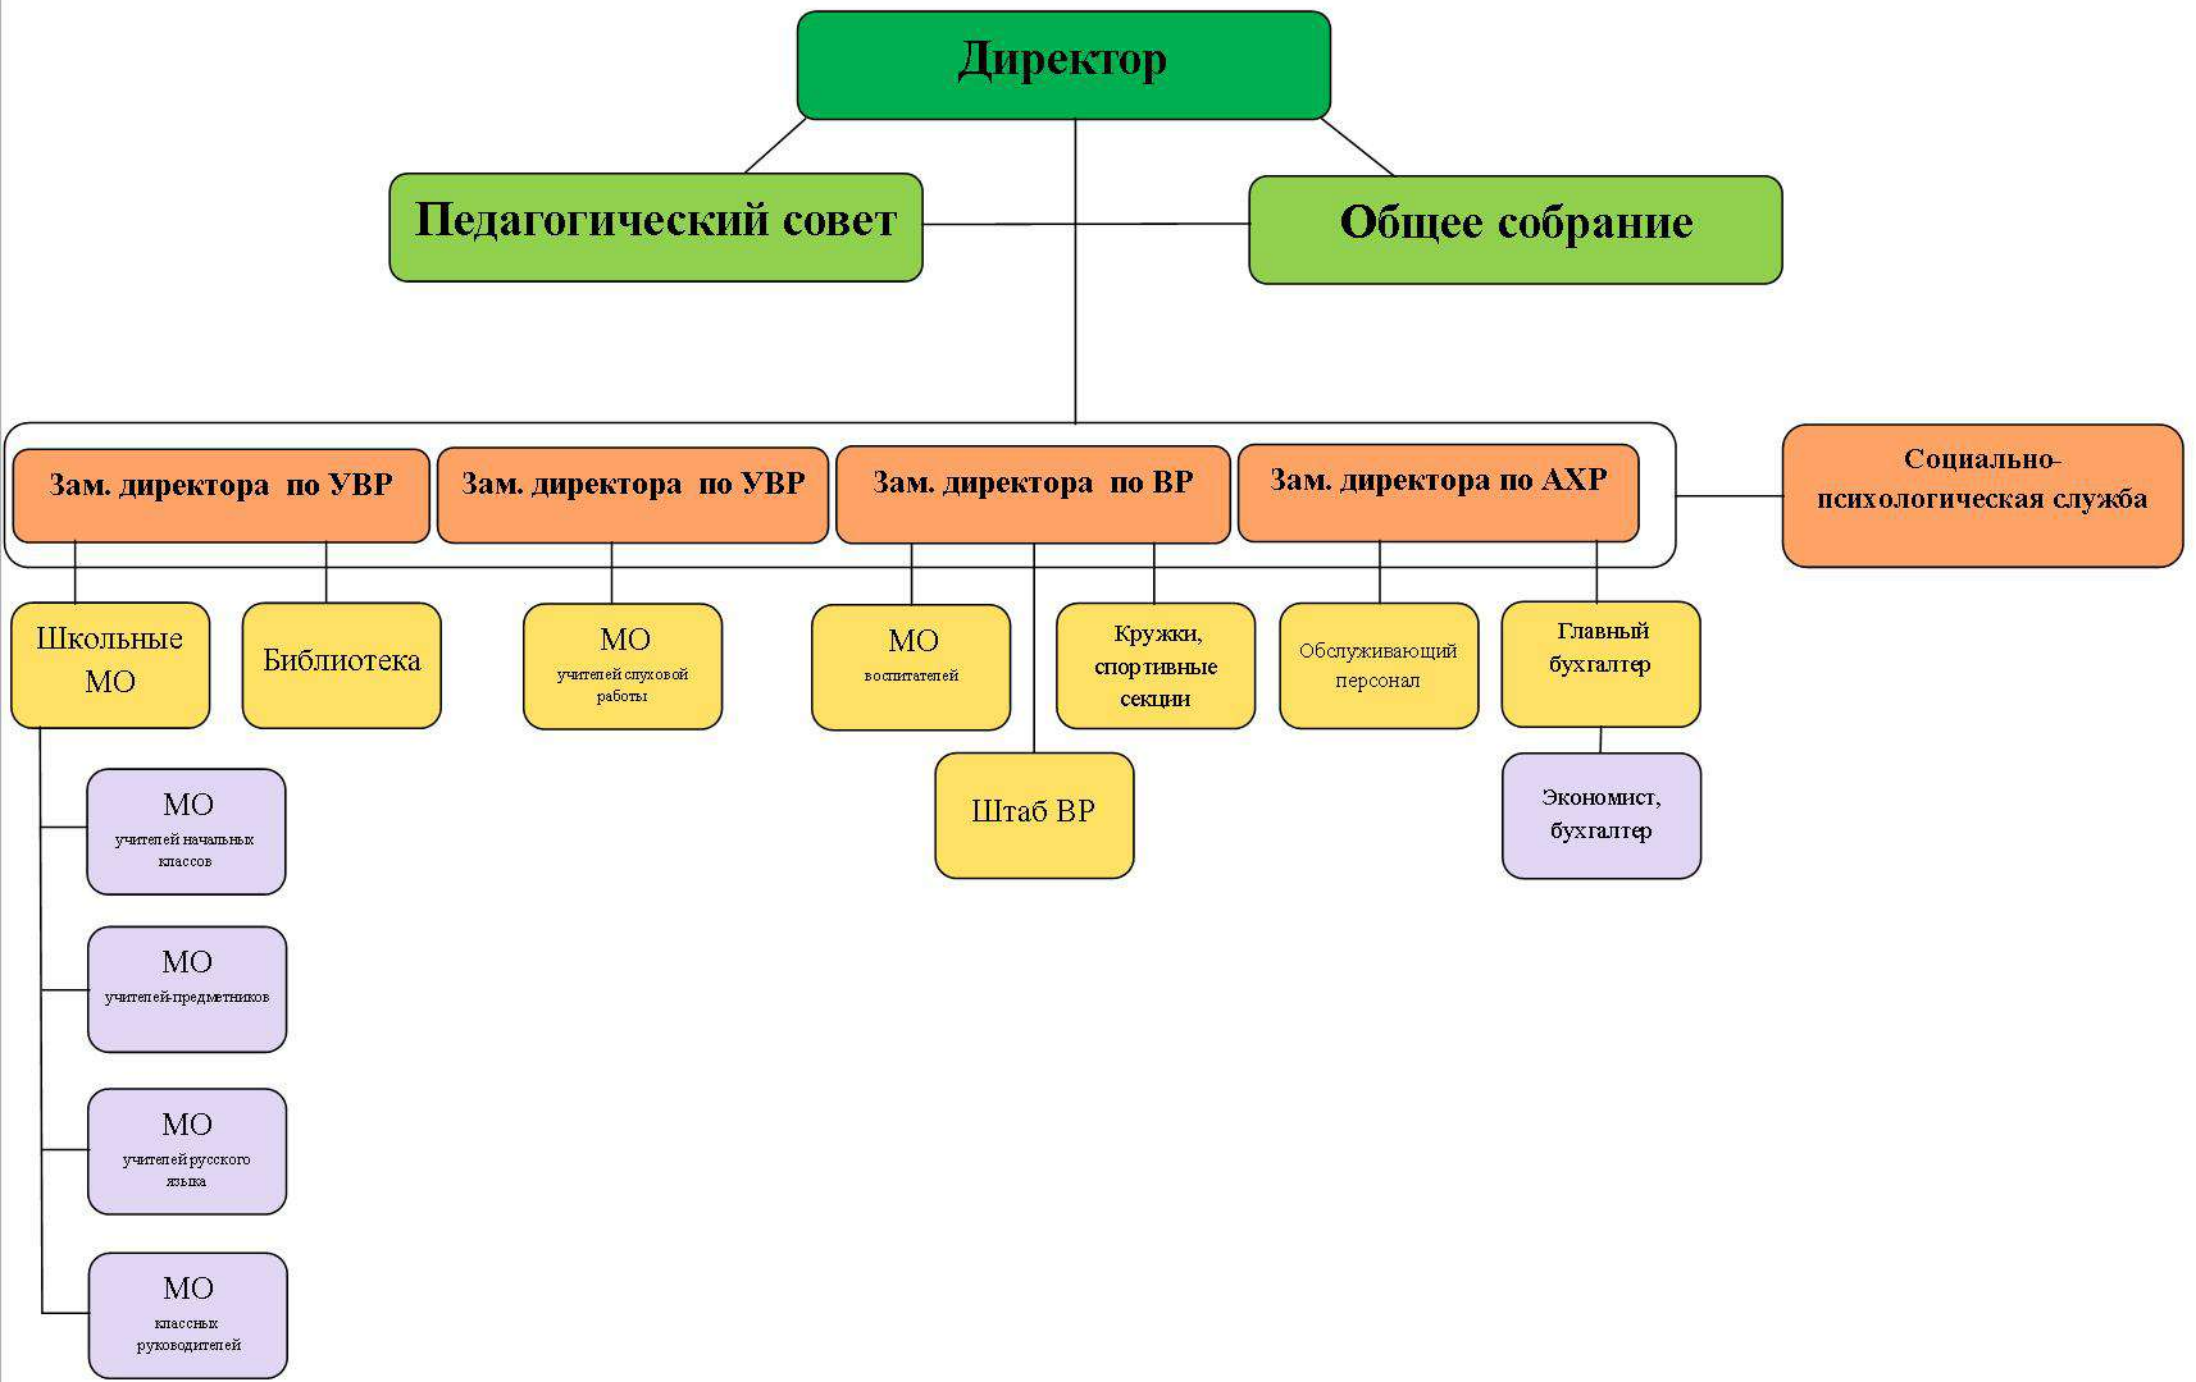 Директор
Педагогический совет
Общее собрание
Зам. директора по УВР
Зам. директора по УВР
Зам. директора по ВР
Зам. директора по АХР
Социально-
психологическая служба
Школьные
МО
Библиотека
МО
учителей слуховой
работы
МО
воспитателей
Кружки,
спортивные
секции
Обслуживающий
персонал
Главный
бухгалтер
Штаб ВР
Экономист,
бухгалтер
МО
учителей начальных
классов
МО
учителей-предметников
МО
учителей русского
языка
МО
классных
руководителей